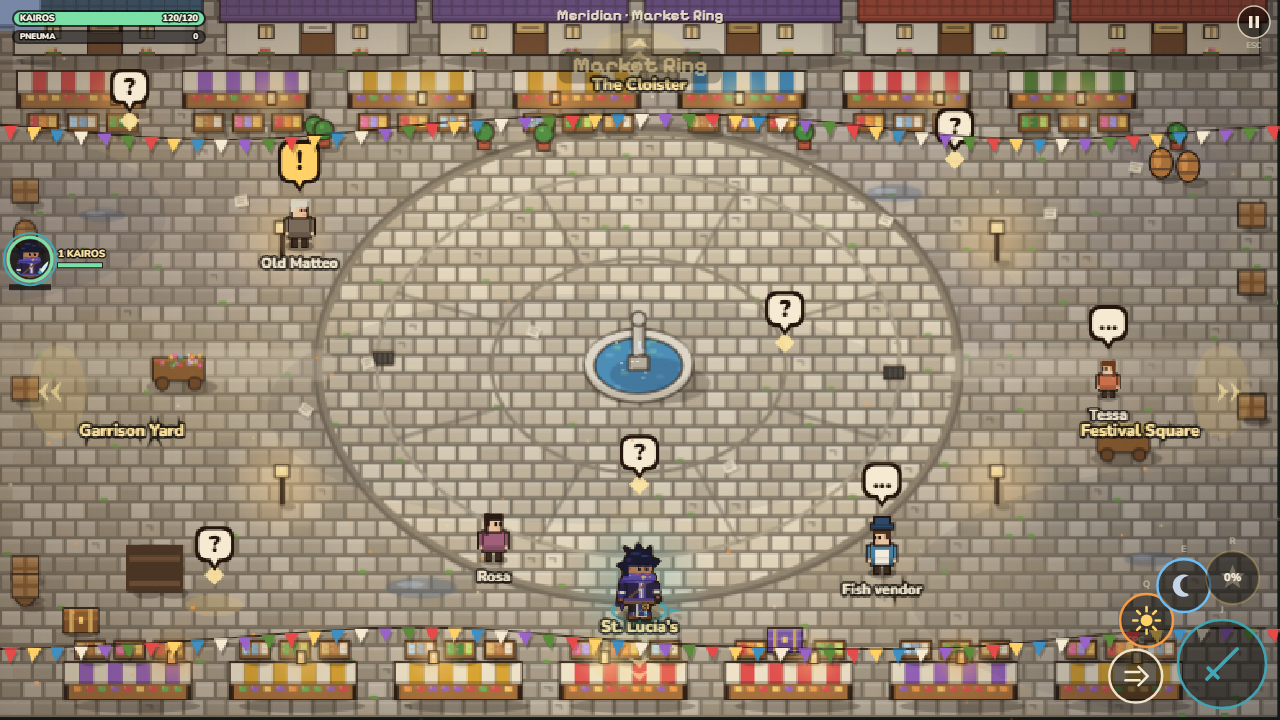 KAIROS 120/120
PNEUMA 0
Meridian · Market Ring
ESC
Market Ring
The Cloister
?
?
!
1 KAIROS
Old Matteo
?
...
Tessa
Garrison Yard
Festival Square
?
...
?
Rosa
Fish vendor
St. Lucia's
R
E
0%
Q